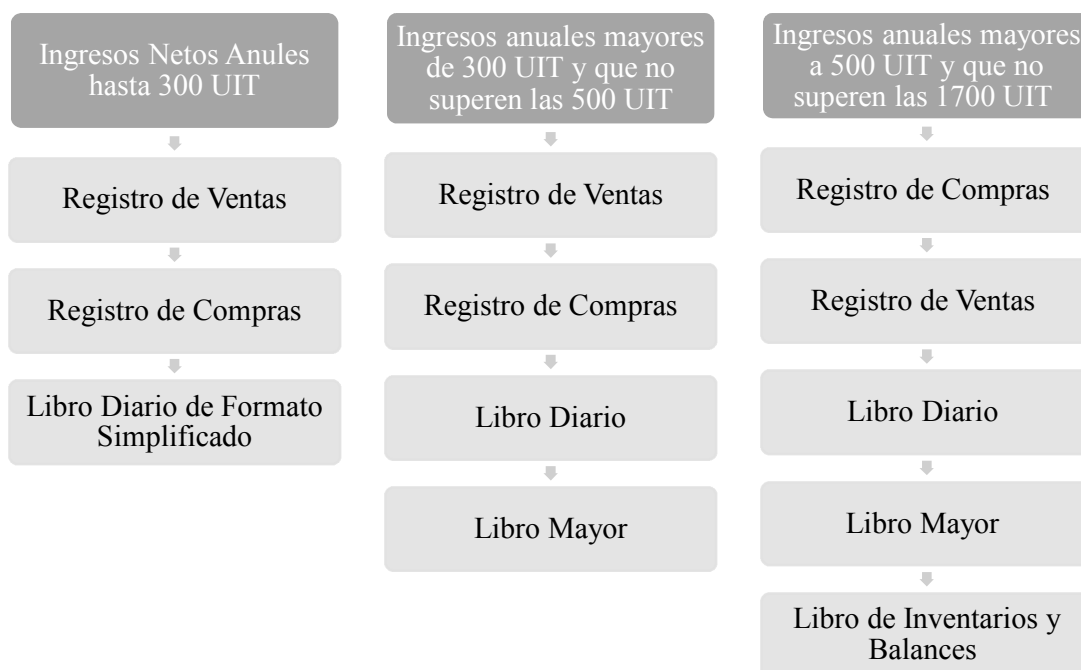 Ingresos Netos Anules
hasta 300 UIT
Registro de Ventas
Registro de Compras
Libro Diario de Formato
Simplificado
Ingresos anuales mayores
de 300 UIT y que no
superen las 500 UIT
Registro de Ventas
Registro de Compras
Libro Diario
Libro Mayor
Ingresos anuales mayores
a 500 UIT y que no
superen las 1700 UIT
Registro de Compras
Registro de Ventas
Libro Diario
Libro Mayor
Libro de Inventarios y
Balances